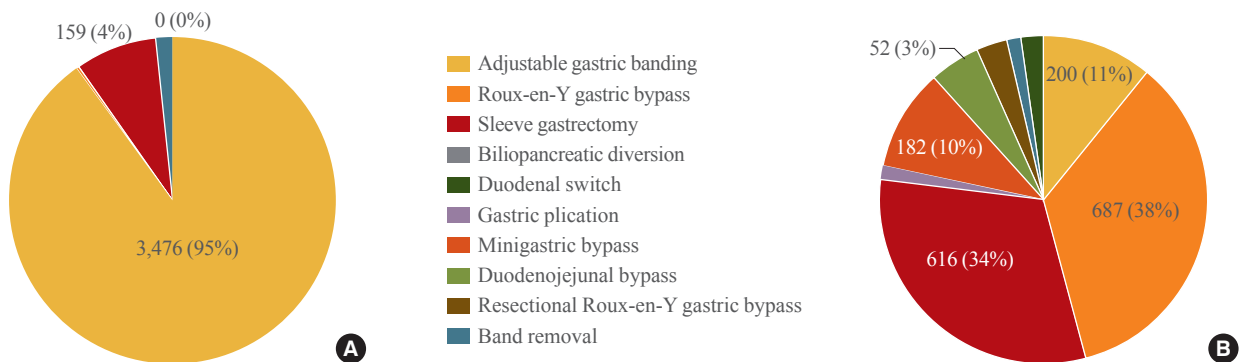 0 (0%)
159 (4%)
3,476 (95%)
A
Adjustable gastric banding
Roux-en-Y gastric bypass
Sleeve gastrectomy
Biliopancreatic diversion
Duodenal switch
Gastric plication
Minigastric bypass
Duodenojejunal bypass
Resectional Roux-en-Y gastric bypass
Band removal
52 (3%)
200 (11%)
182 (10%)
687 (38%)
616 (34%)
B